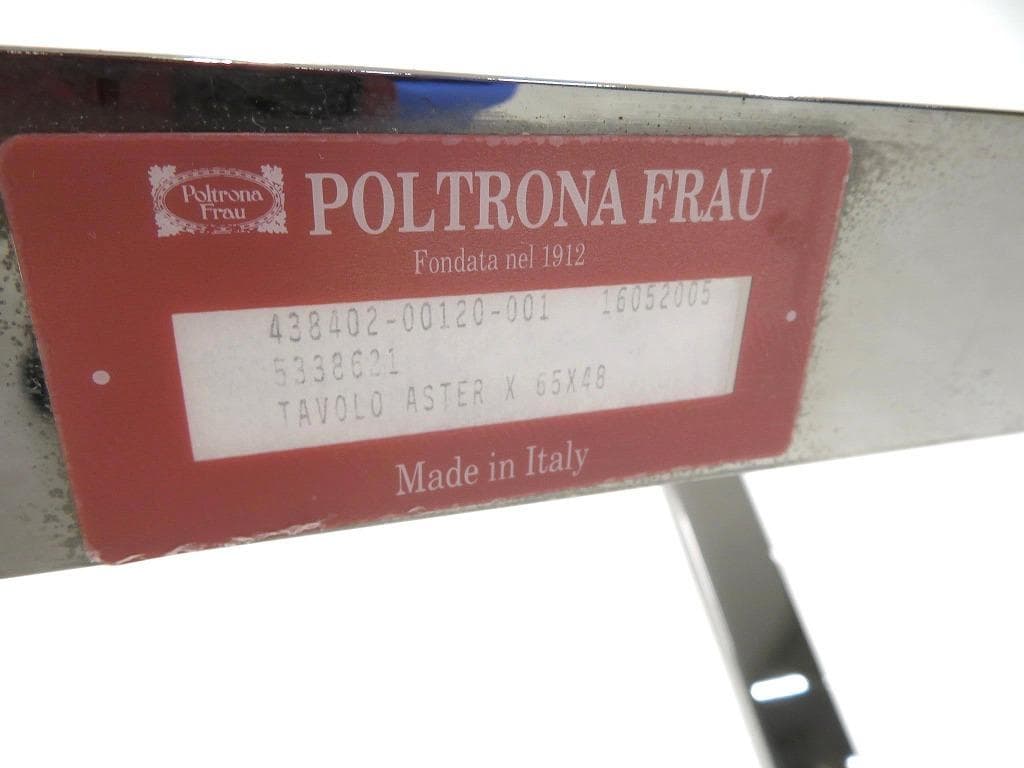 Poltrona
Frau
POLTRONA FRAU
Fondata nel 1912
438402-00120-001 16052005
5338621
TAVOLO ASTER X 65X48
Made in Italy